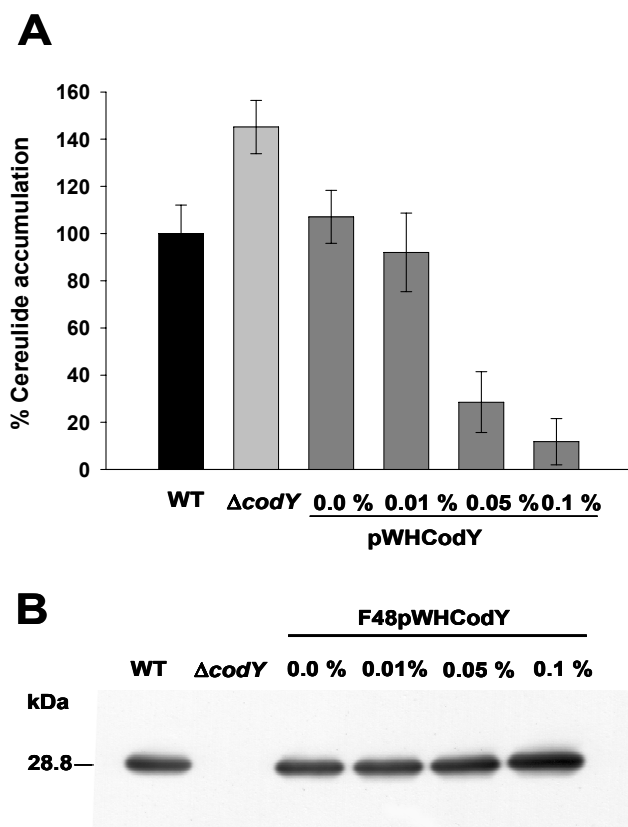 A
% Cereulide accumulation
160
140
120
100
80
60
40
20
0
WT ΔcodY 0.0 % 0.01 % 0.05 % 0.1 %
pWHCodY
B
F48pWHCodY
WT ΔcodY 0.0 % 0.01% 0.05 % 0.1 %
kDa
28.8